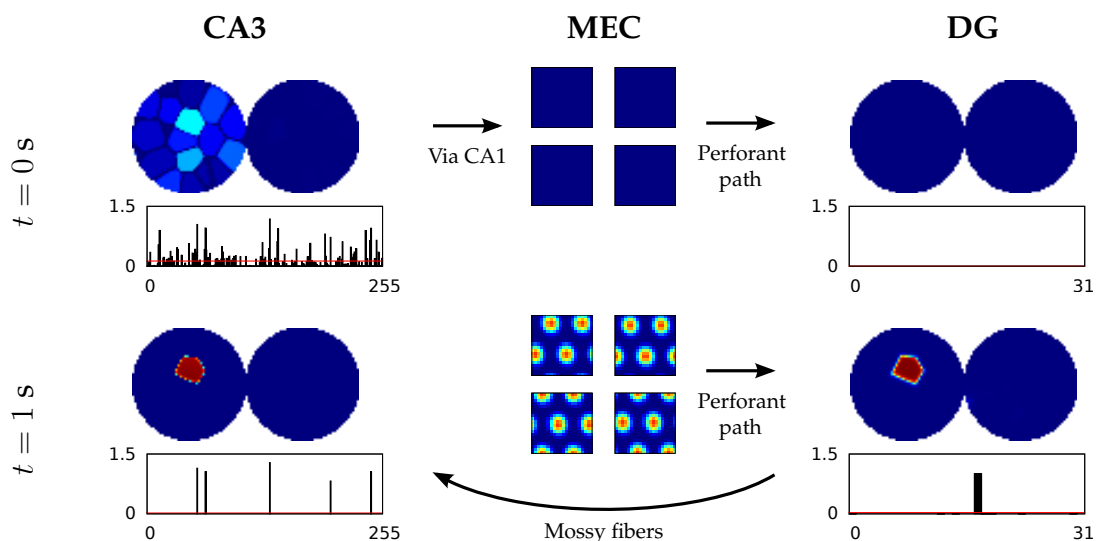 CA3 MEC DG
t = 0 s
Via CA1
Perforant
path
1.5
0
0 255
1.5
0
0 31
t = 1 s
Perforant
path
1.5
0
0 255
1.5
0
0 31
Mossy fibers